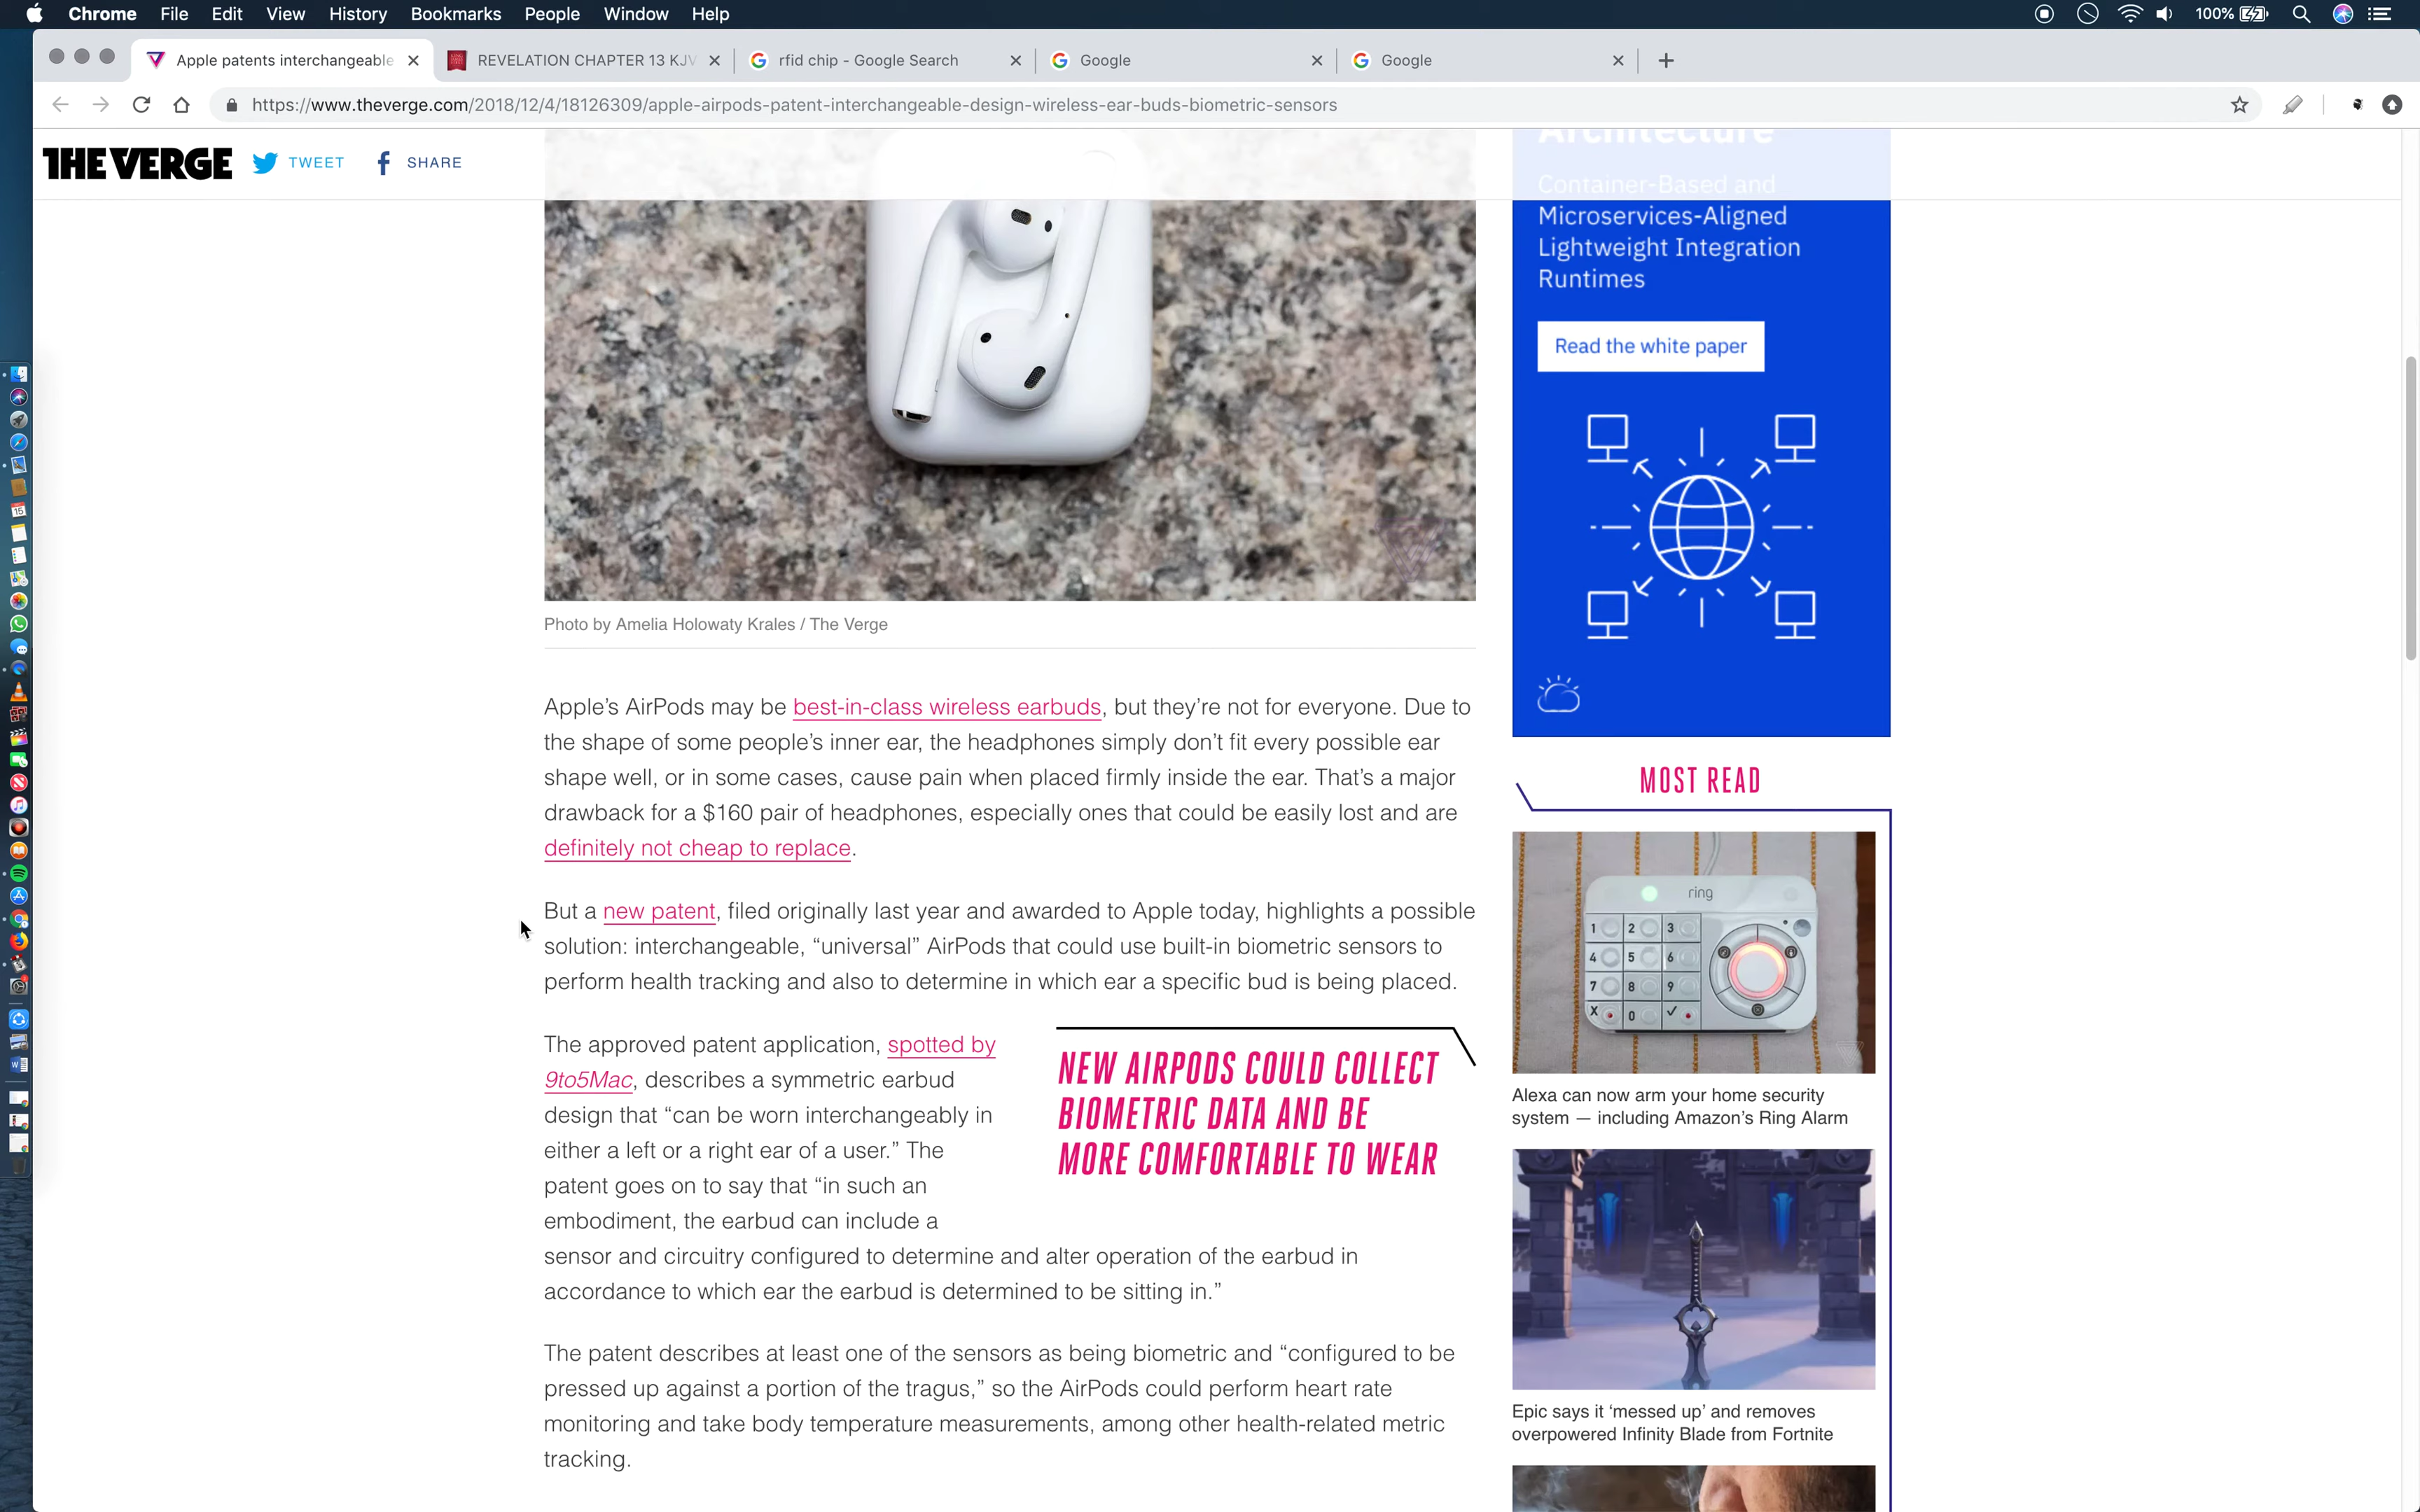 Chrome File Edit View History Bookmarks People Window Help
100%
Apple patents interchangeable
REVELATION CHAPTER 13 KJV
rfid chip - Google Search
Google
Google
https://www.theverge.com/2018/12/4/18126309/apple-airpods-patent-interchangeable-design-wireless-ear-buds-biometric-sensors
THE VERGE
TWEET
SHARE
Architecture
Container-Based and
Microservices-Aligned
Lightweight Integration
Runtimes
Read the white paper
Photo by Amelia Holowaty Krales / The Verge
Apple’s AirPods may be best-in-class wireless earbuds, but they’re not for everyone. Due to
the shape of some people’s inner ear, the headphones simply don’t fit every possible ear
shape well, or in some cases, cause pain when placed firmly inside the ear. That’s a major
drawback for a $160 pair of headphones, especially ones that could be easily lost and are
definitely not cheap to replace.
But a new patent, filed originally last year and awarded to Apple today, highlights a possible
solution: interchangeable, “universal” AirPods that could use built-in biometric sensors to
perform health tracking and also to determine in which ear a specific bud is being placed.
The approved patent application, spotted by
9to5Mac, describes a symmetric earbud
design that “can be worn interchangeably in
either a left or a right ear of a user.” The
patent goes on to say that “in such an
embodiment, the earbud can include a
sensor and circuitry configured to determine and alter operation of the earbud in
accordance to which ear the earbud is determined to be sitting in.”
NEW AIRPODS COULD COLLECT
BIOMETRIC DATA AND BE
MORE COMFORTABLE TO WEAR
The patent describes at least one of the sensors as being biometric and “configured to be
pressed up against a portion of the tragus,” so the AirPods could perform heart rate
monitoring and take body temperature measurements, among other health-related metric
tracking.
MOST READ
ring
1 2 3
4 5 6
7 8 9
X 0 ✓
Alexa can now arm your home security
system — including Amazon’s Ring Alarm
Epic says it ‘messed up’ and removes
overpowered Infinity Blade from Fortnite
15